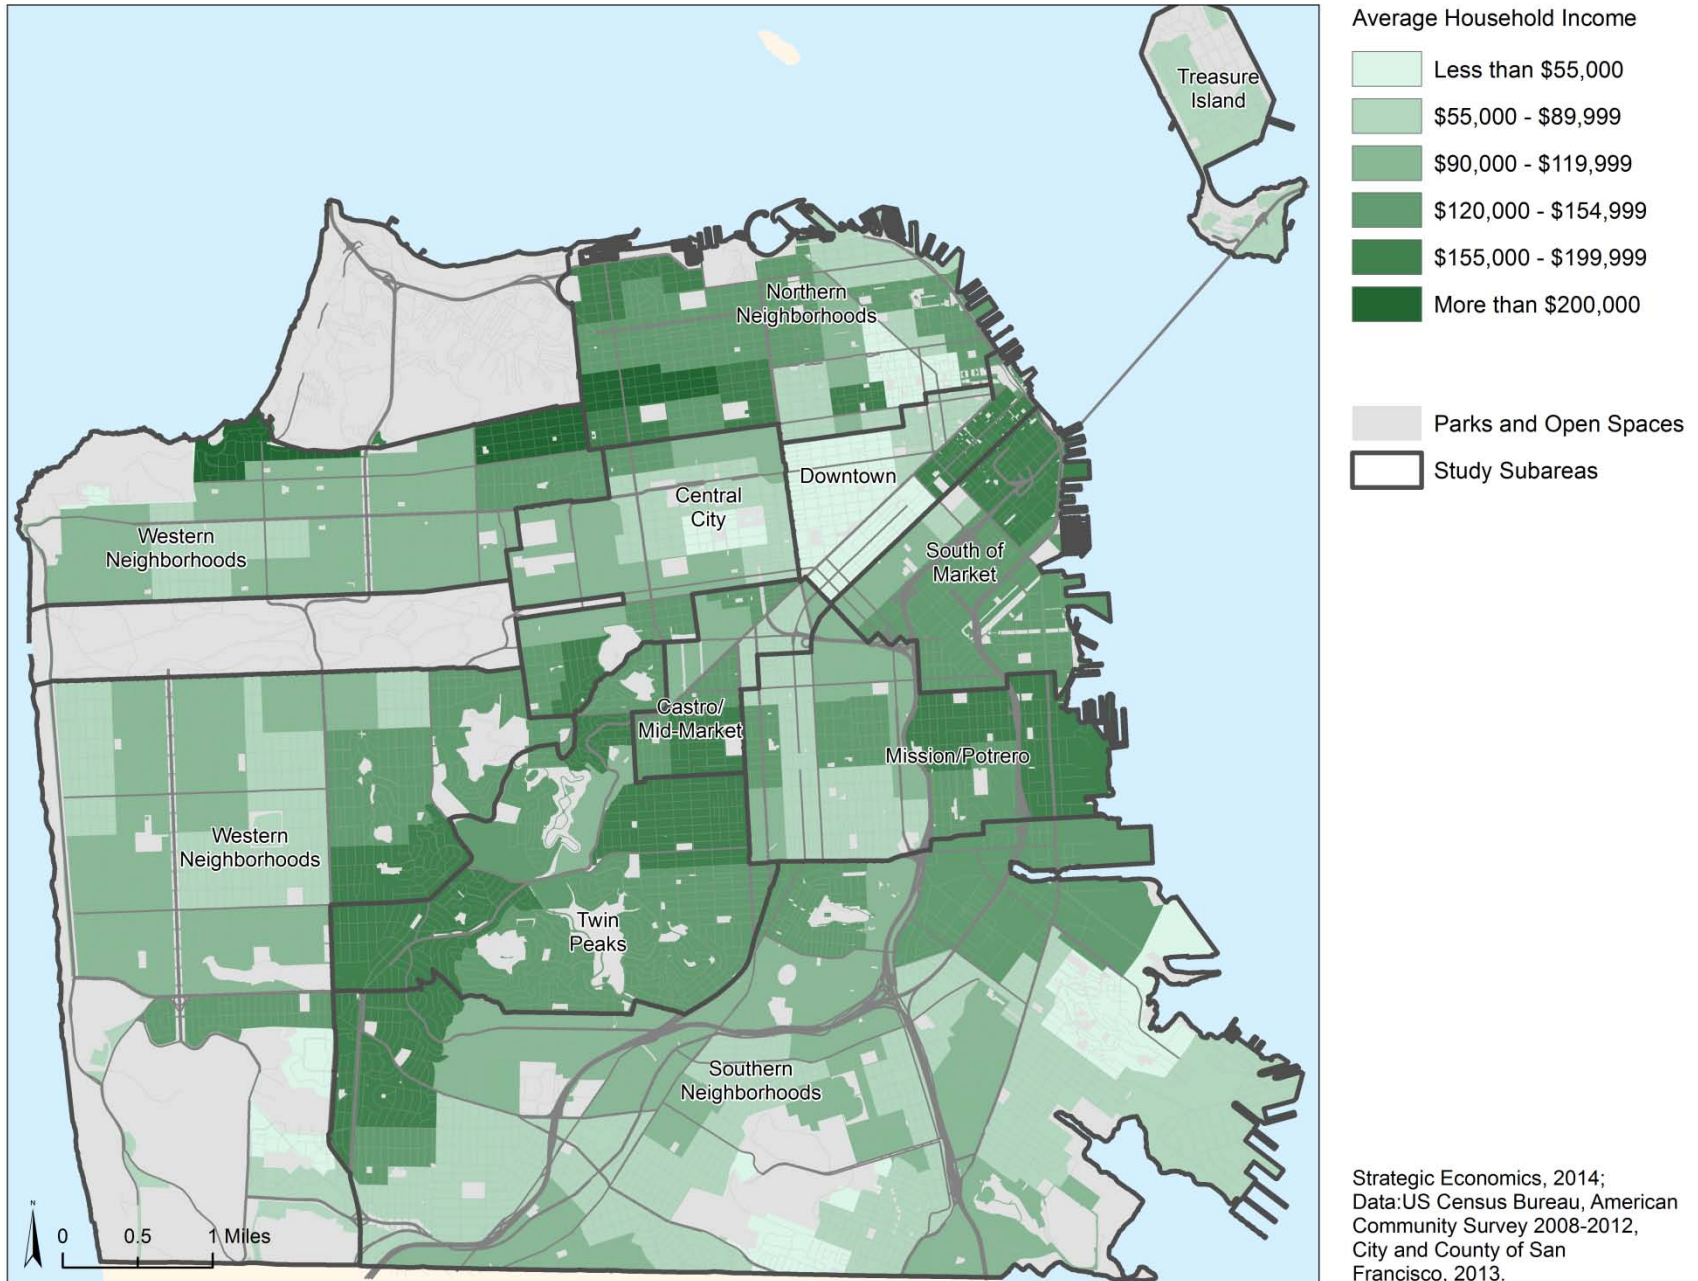 Average Household Income
Less than $55,000
$55,000 - $89,999
$90,000 - $119,999
$120,000 - $154,999
$155,000 - $199,999
More than $200,000
Parks and Open Spaces
Study Subareas
Treasure
Island
Northern
Neighborhoods
Downtown
Central
City
Western
Neighborhoods
South of
Market
Castro/
Mid-Market
Mission/Potrero
Western
Neighborhoods
Twin
Peaks
Southern
Neighborhoods
N
0 0.5 1 Miles
Strategic Economics, 2014;
Data:US Census Bureau, American
Community Survey 2008-2012,
City and County of San
Francisco, 2013.